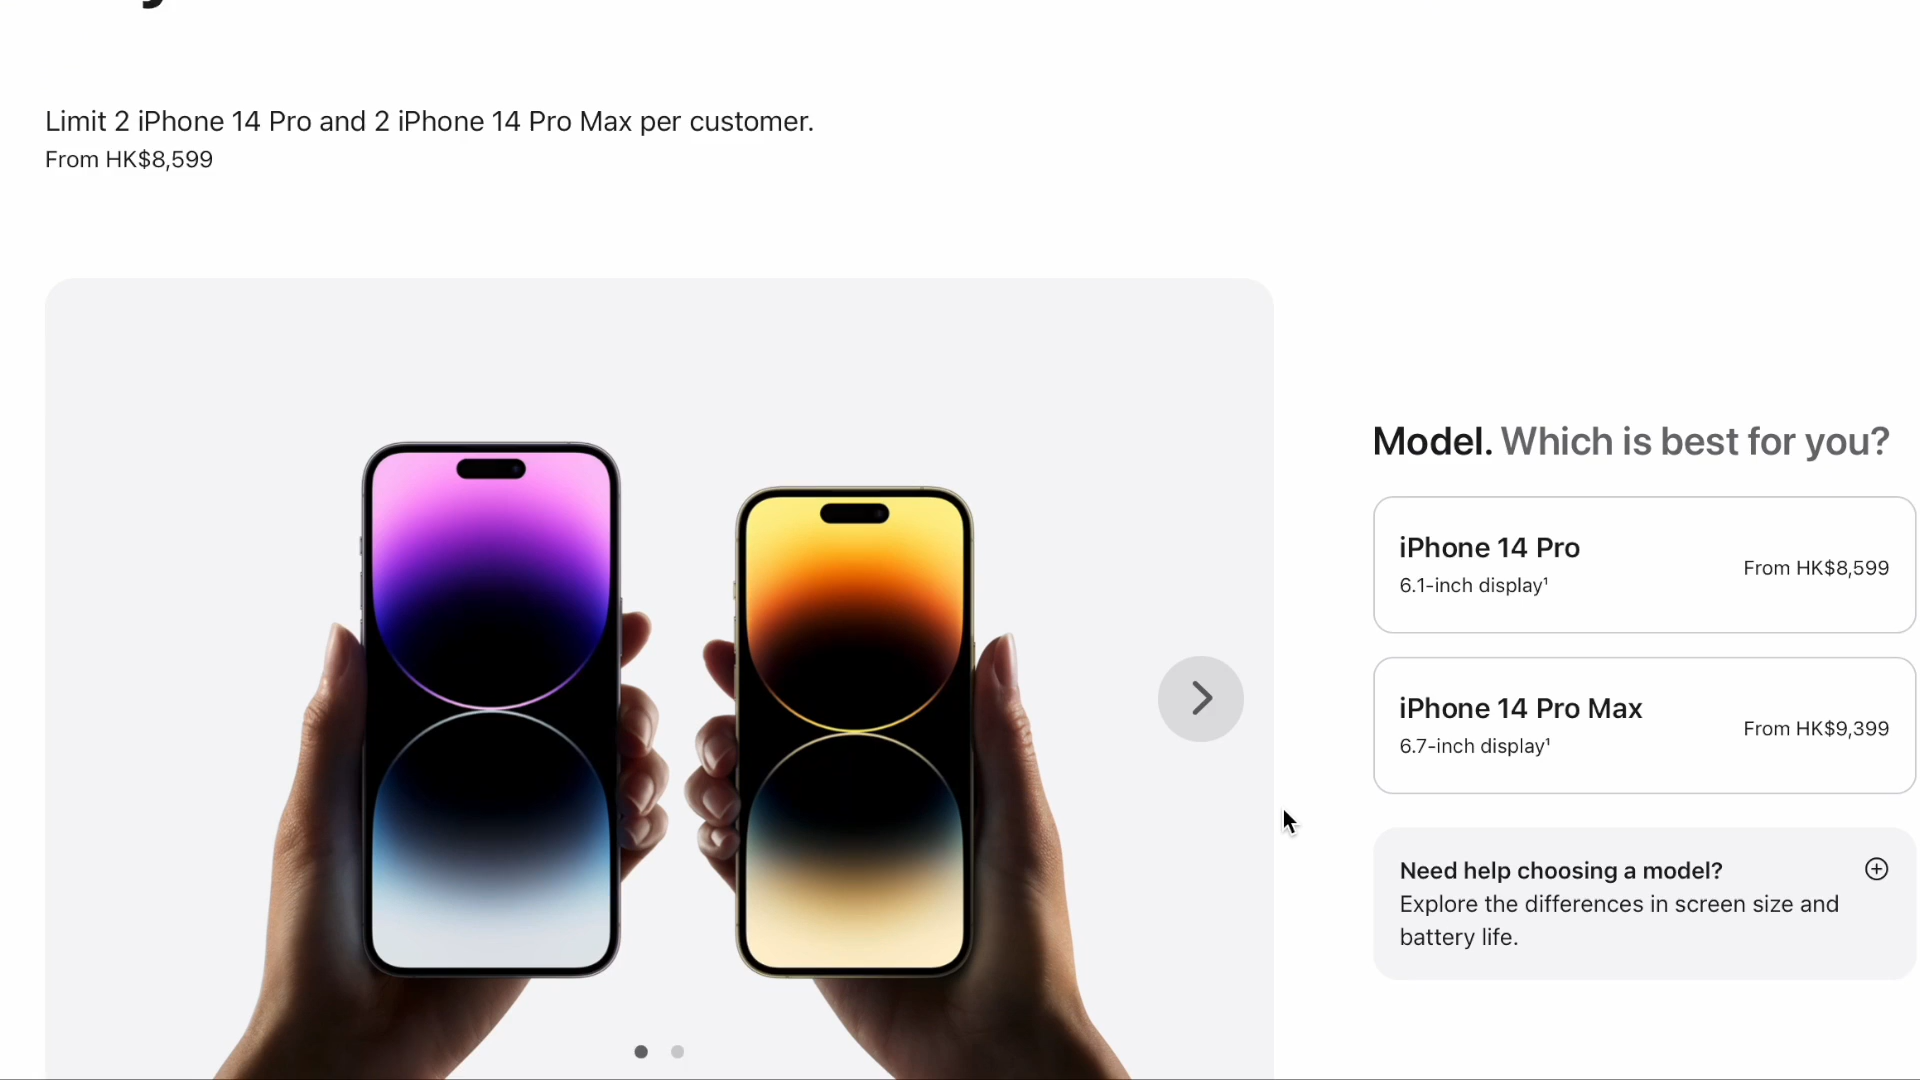 Limit 2 iPhone 14 Pro and 2 iPhone 14 Pro Max per customer.
From HK$8,599
Model. Which is best for you?
iPhone 14 Pro
6.1-inch display¹
From HK$8,599
iPhone 14 Pro Max
6.7-inch display¹
From HK$9,399
Need help choosing a model?
Explore the differences in screen size and
battery life.